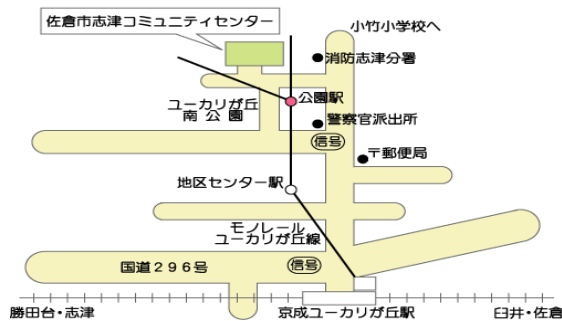 佐倉市志津コミュニティセンター
小竹小学校へ
消防志津分署
公園駅
ユーカリが丘
南公園
警察官派出所
信号
〒郵便局
地区センター駅
モノレール
ユーカリが丘線
国道296号
信号
勝田台・志津
京成ユーカリが丘駅
臼井・佐倉